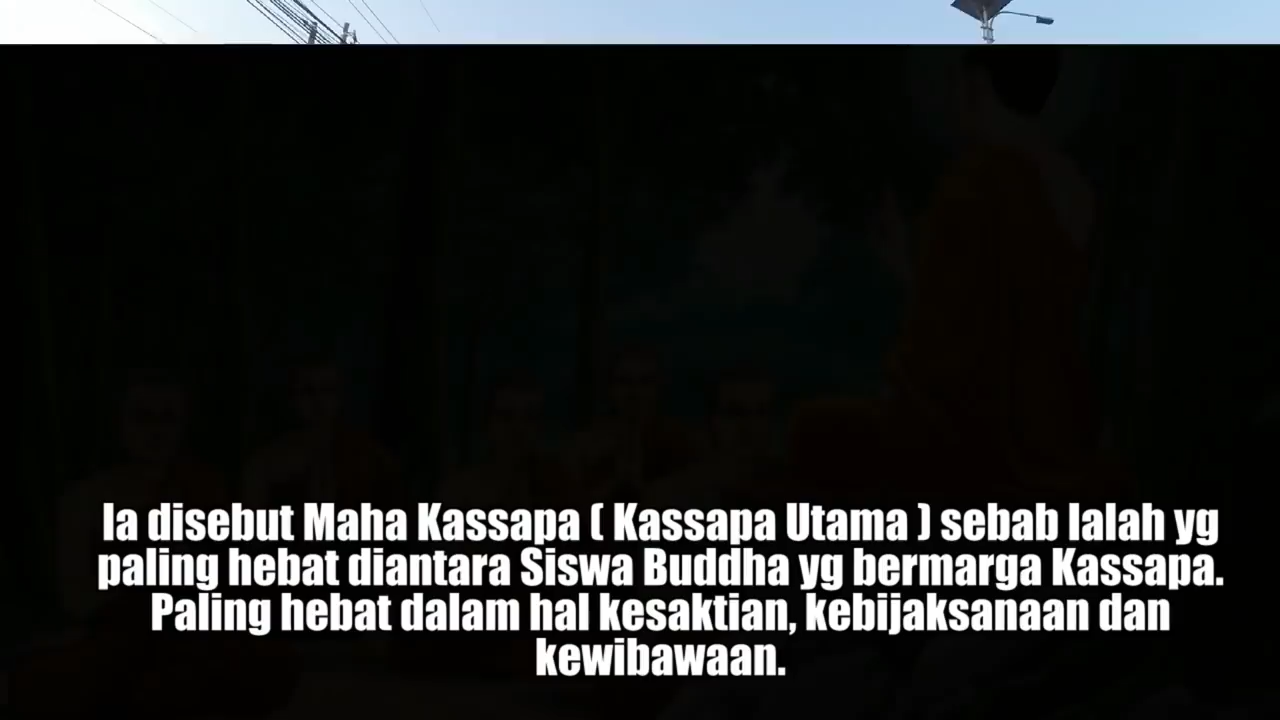 Ia disebut Maha Kassapa ( Kassapa Utama ) sebab Ialah yg
paling hebat diantara Siswa Buddha yg bermarga Kassapa.
Paling hebat dalam hal kesaktian, kebijaksanaan dan
kewibawaan.